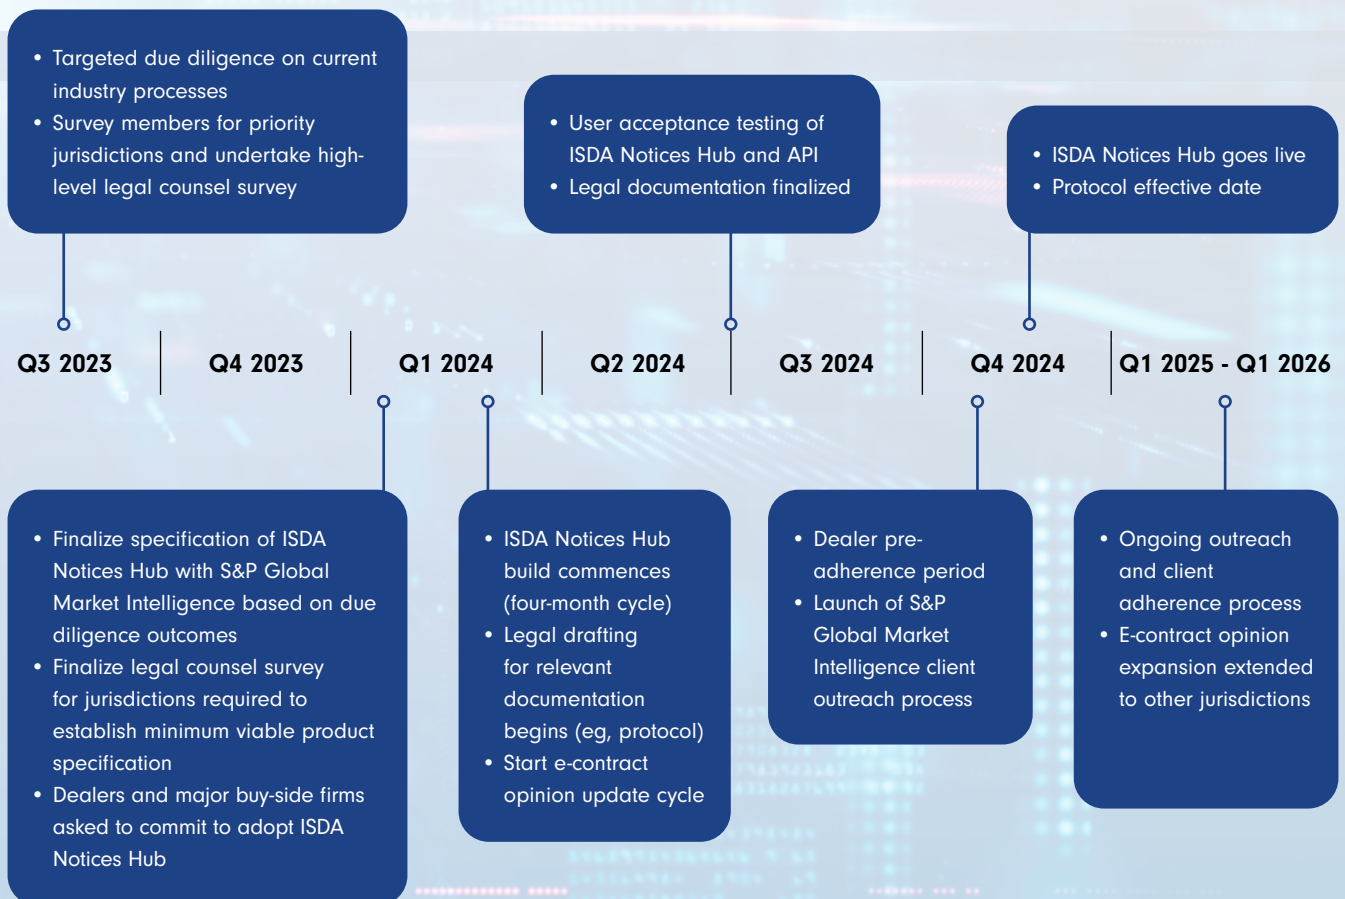 • Targeted due diligence on current
industry processes
• Survey members for priority
jurisdictions and undertake high-
level legal counsel survey
• User acceptance testing of
ISDA Notices Hub and API
• Legal documentation finalized
• ISDA Notices Hub goes live
• Protocol effective date
Q3 2023
Q4 2023
Q1 2024
Q2 2024
Q3 2024
Q4 2024
Q1 2025 - Q1 2026
• Finalize specification of ISDA
Notices Hub with S&P Global
Market Intelligence based on due
diligence outcomes
• Finalize legal counsel survey
for jurisdictions required to
establish minimum viable product
specification
• Dealers and major buy-side firms
asked to commit to adopt ISDA
Notices Hub
• ISDA Notices Hub
build commences
(four-month cycle)
• Legal drafting
for relevant
documentation
begins (eg, protocol)
• Start e-contract
opinion update cycle
• Dealer pre-
adherence period
• Launch of S&P
Global Market
Intelligence client
outreach process
• Ongoing outreach
and client
adherence process
• E-contract opinion
expansion extended
to other jurisdictions